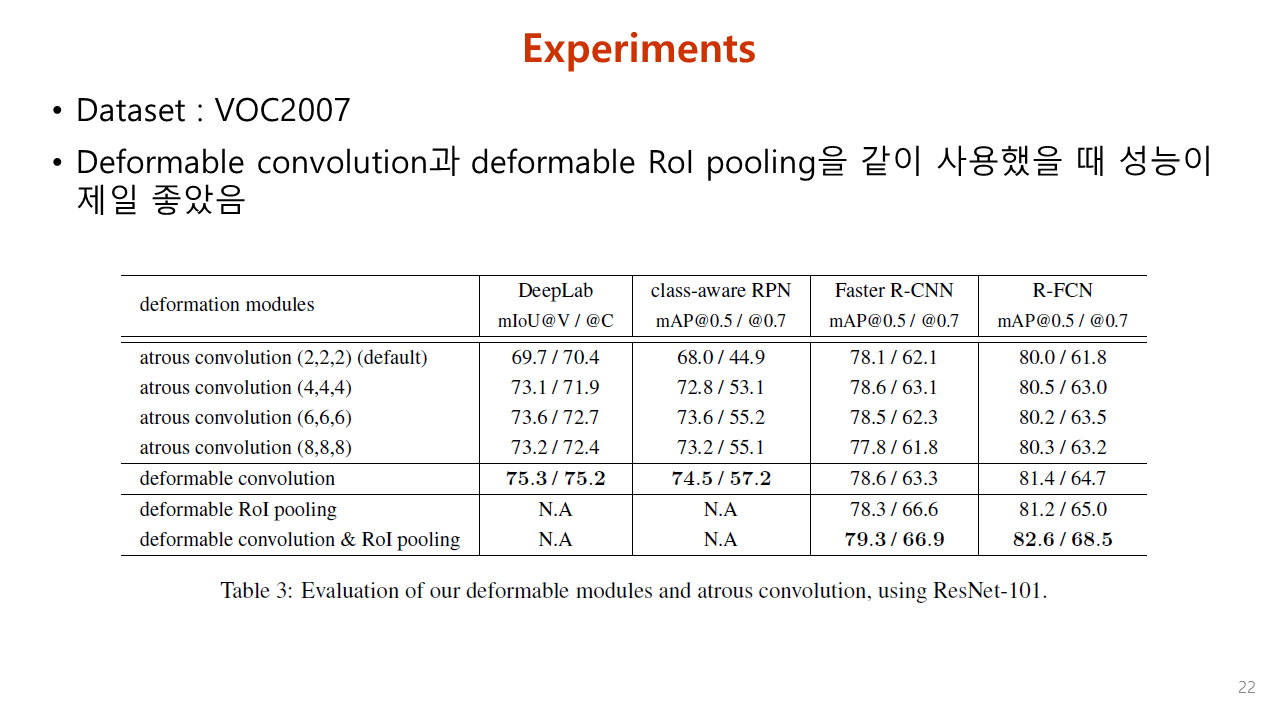 Experiments
• Dataset : VOC2007
• Deformable convolution과 deformable RoI pooling을 같이 사용했을 때 성능이
제일 좋았음
deformation modules DeepLab class-aware RPN Faster R-CNN R-FCN
mIoU@V / @C mAP@0.5 / @0.7 mAP@0.5 / @0.7 mAP@0.5 / @0.7
atrous convolution (2,2,2) (default) 69.7 / 70.4 68.0 / 44.9 78.1 / 62.1 80.0 / 61.8
atrous convolution (4,4,4) 73.1 / 71.9 72.8 / 53.1 78.6 / 63.1 80.5 / 63.0
atrous convolution (6,6,6) 73.6 / 72.7 73.6 / 55.2 78.5 / 62.3 80.2 / 63.5
atrous convolution (8,8,8) 73.2 / 72.4 73.2 / 55.1 77.8 / 61.8 80.3 / 63.2
deformable convolution 75.3 / 75.2 74.5 / 57.2 78.6 / 63.3 81.4 / 64.7
deformable RoI pooling N.A N.A 78.3 / 66.6 81.2 / 65.0
deformable convolution & RoI pooling N.A N.A 79.3 / 66.9 82.6 / 68.5
Table 3: Evaluation of our deformable modules and atrous convolution, using ResNet-101.
22